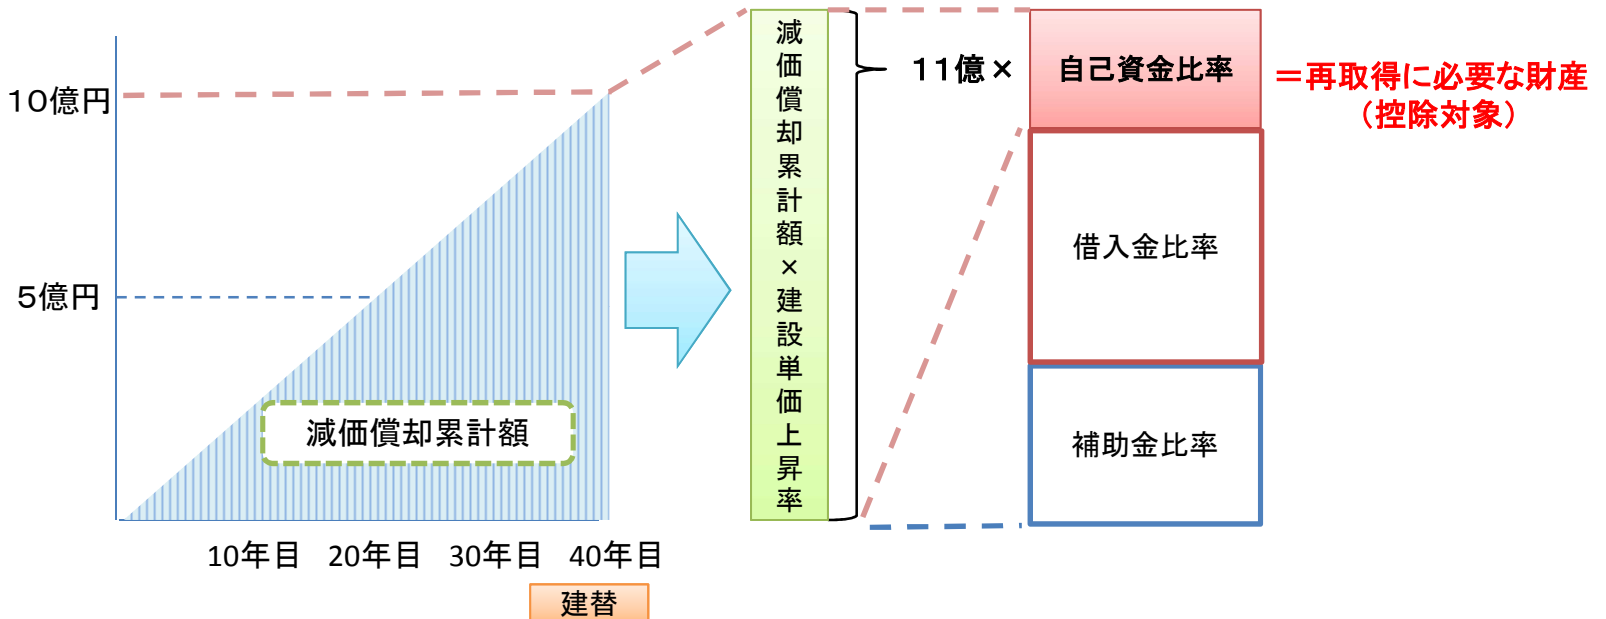 10億円
5億円
減価償却累計額
10年目 20年目 30年目 40年目
建替
減価償却累計額×建設単価上昇率
11億×
自己資金比率
借入金比率
補助金比率
＝再取得に必要な財産
（控除対象）